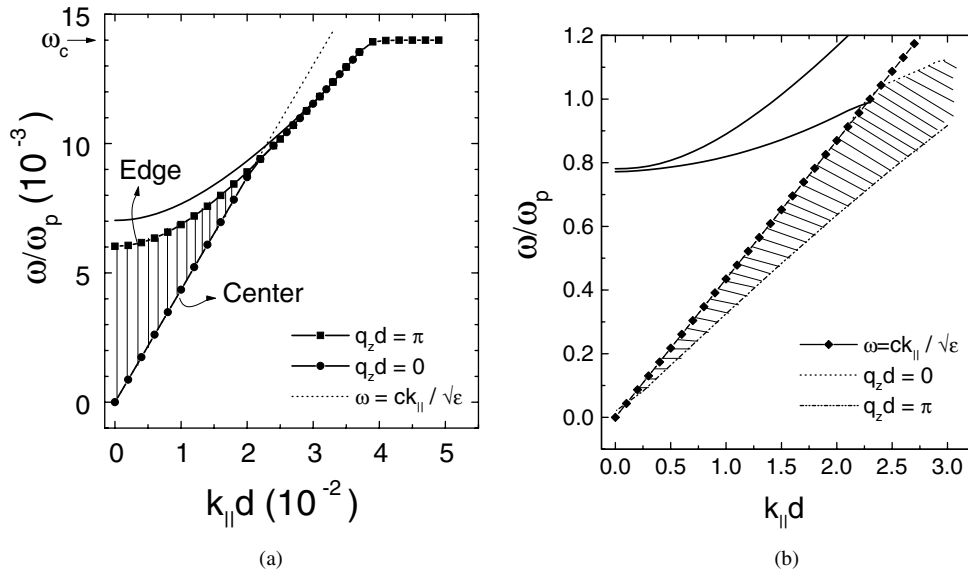 ω_c
14
10
5
0
ω/ω_p (10^-3)
Edge
Center
q_z d = π
q_z d = 0
ω = ck_|| / √ε
0 1 2 3 4 5
k_|| d (10^-2)
(a)
1.2
1.0
0.8
0.6
0.4
0.2
0.0
ω/ω_p
ω=ck_|| / √ε
q_z d = 0
q_z d = π
0.0 0.5 1.0 1.5 2.0 2.5 3.0
k_|| d
(b)